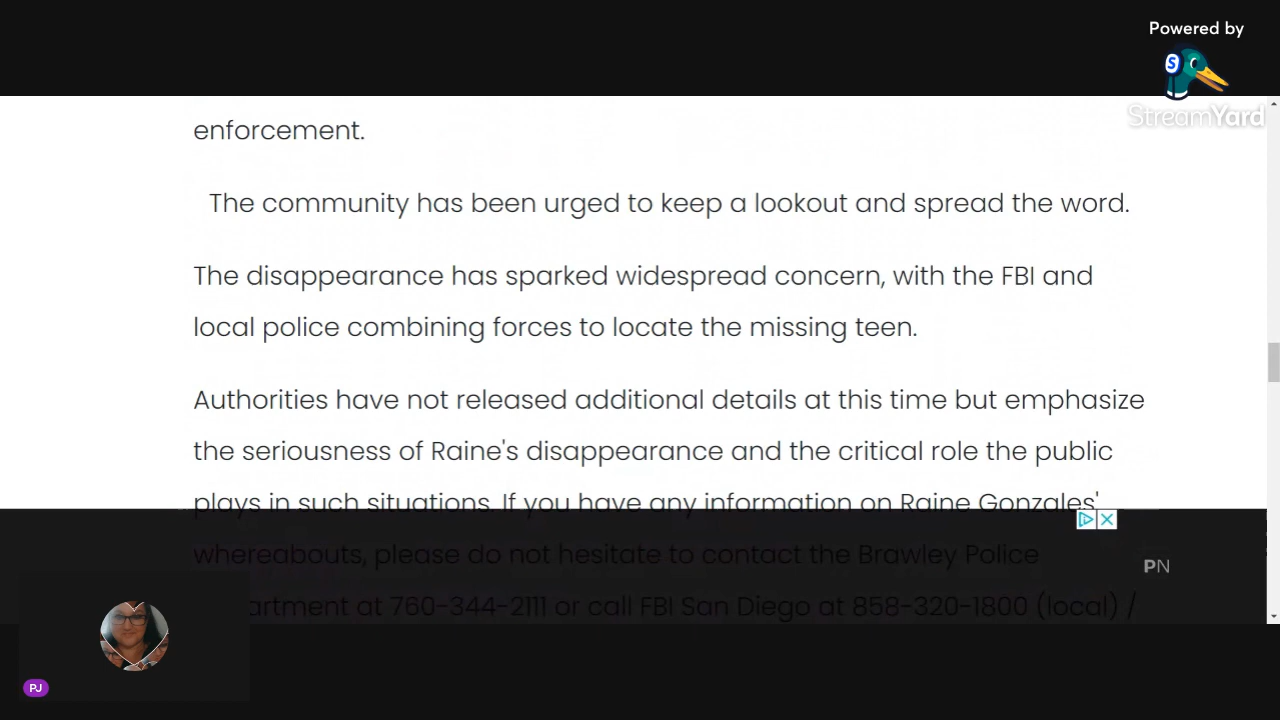 Powered by
StreamYard
enforcement.
The community has been urged to keep a lookout and spread the word.
The disappearance has sparked widespread concern, with the FBI and
local police combining forces to locate the missing teen.
Authorities have not released additional details at this time but emphasize
the seriousness of Raine's disappearance and the critical role the public
plays in such situations. If you have any information on Raine Gonzales'
whereabouts, please do not hesitate to contact the Brawley Police
artment at 760-344-2111 or call FBI San Diego at 858-320-1800 (local) /
PN
PJ